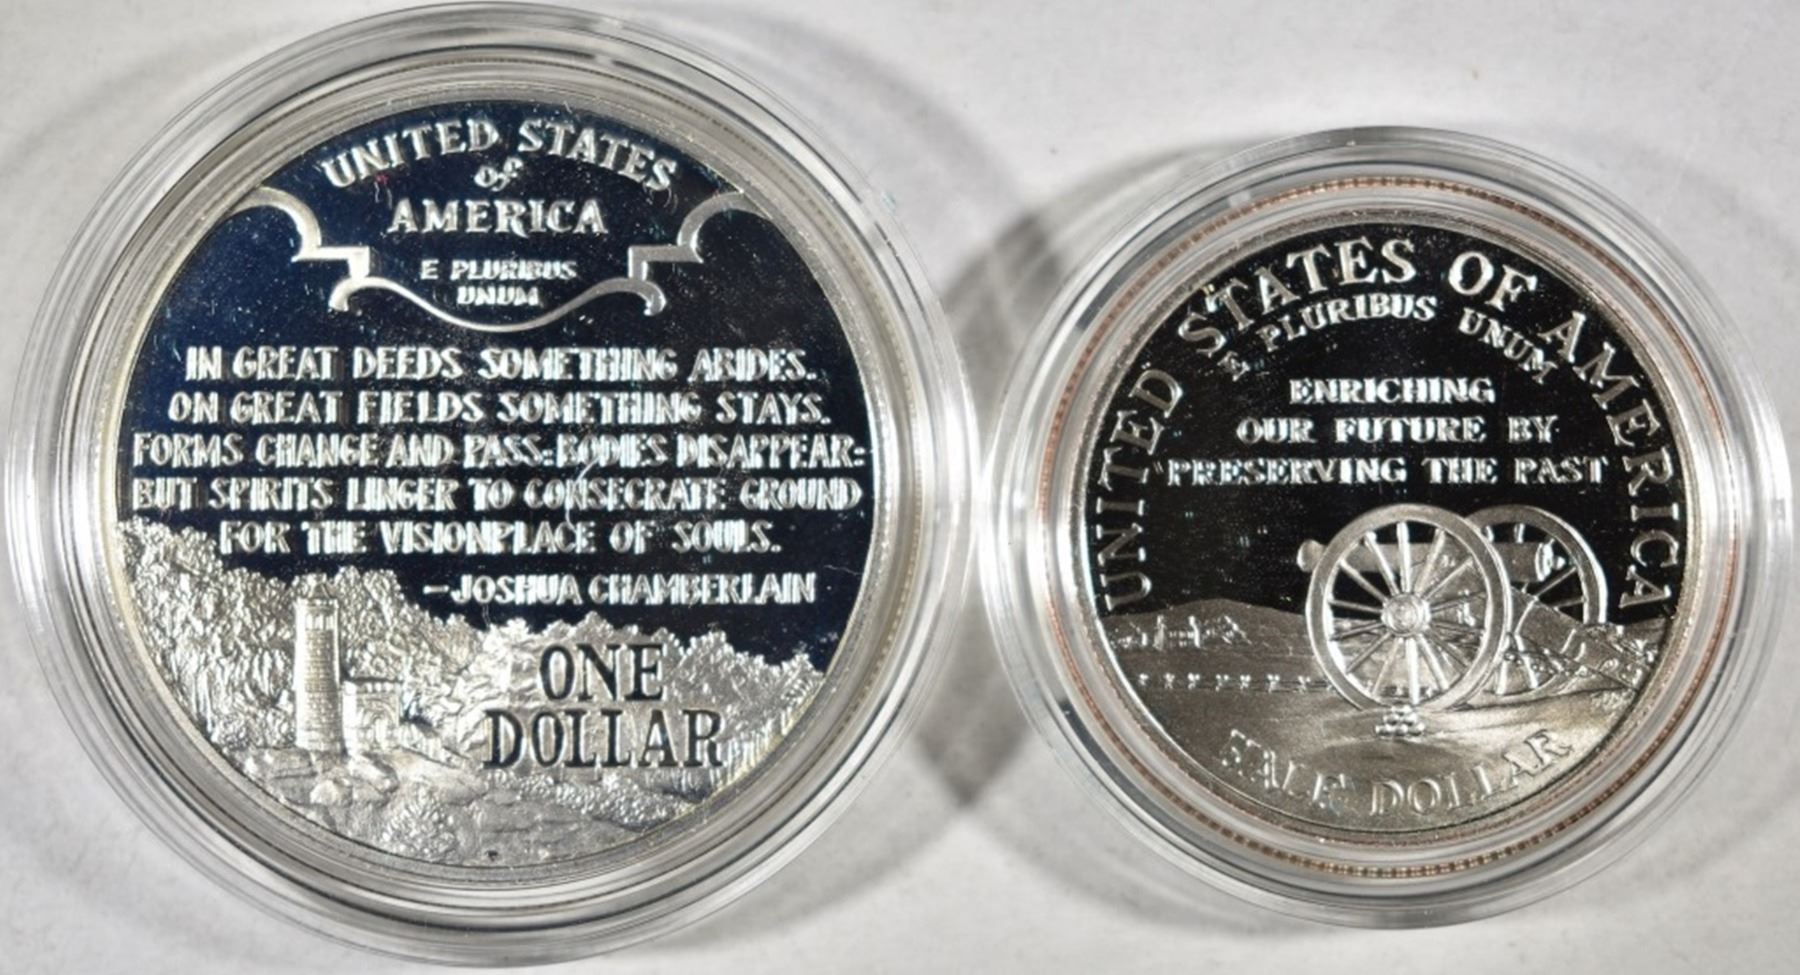 UNITED STATES
of
AMERICA
E PLURIBUS
UNUM
IN GREAT DEEDS SOMETHING ABIDES.
ON GREAT FIELDS SOMETHING STAYS.
FORMS CHANGE AND PASS: BODIES DISAPPEAR:
BUT SPIRITS LINGER TO CONSECRATE GROUND
FOR THE VISIONPLACE OF SOULS.
-JOSHUA CHAMBERLAIN
ONE
DOLLAR
UNITED STATES OF AMERICA
E PLURIBUS UNUM
ENRICHING
OUR FUTURE BY
PRESERVING THE PAST
HALF DOLLAR